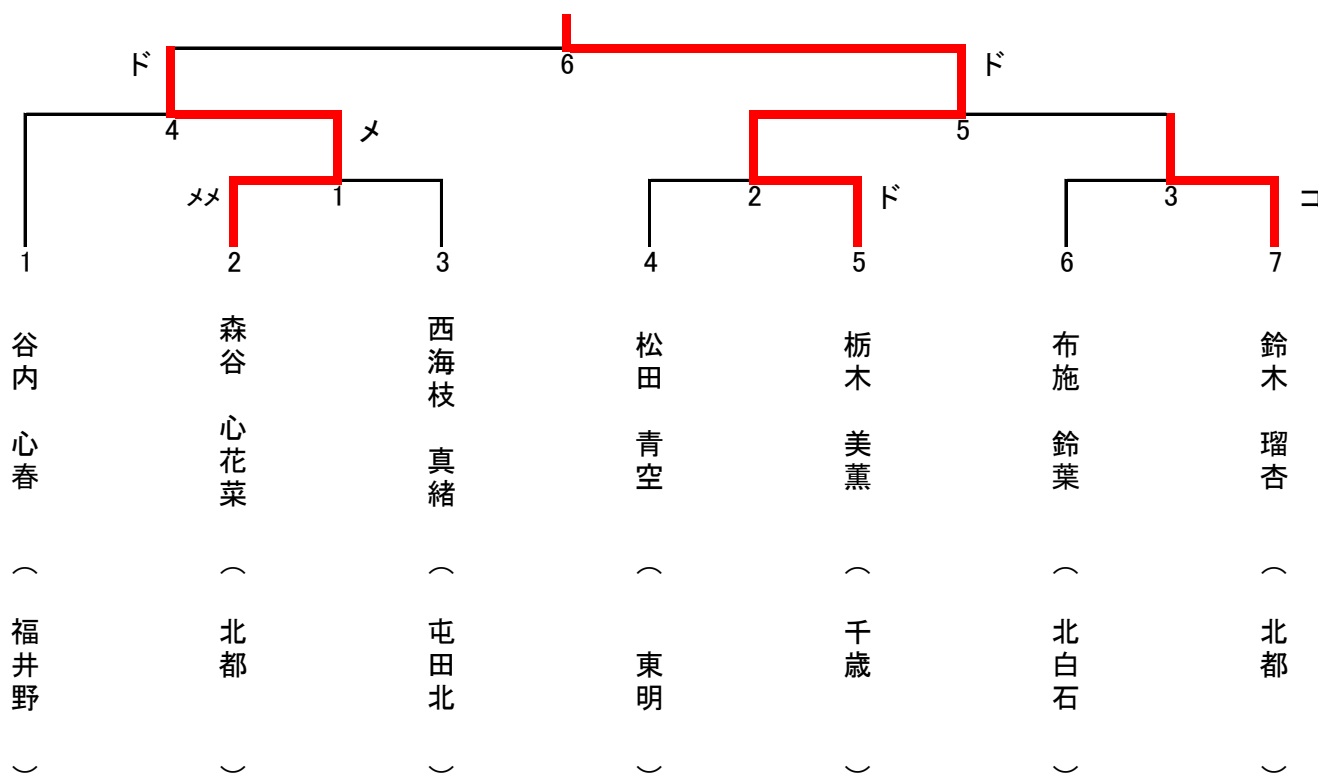 6
ド
ド
4
メ
5
メメ
1
2
ド
3
コ
1
2
3
4
5
6
7
谷内 心春 （福井野）
森谷 心花菜 （北都）
西海枝 真緒 （屯田北）
松田 青空 （東明）
栃木 美薫 （千歳）
布施 鈴葉 （北白石）
鈴木 瑠杏 （北都）